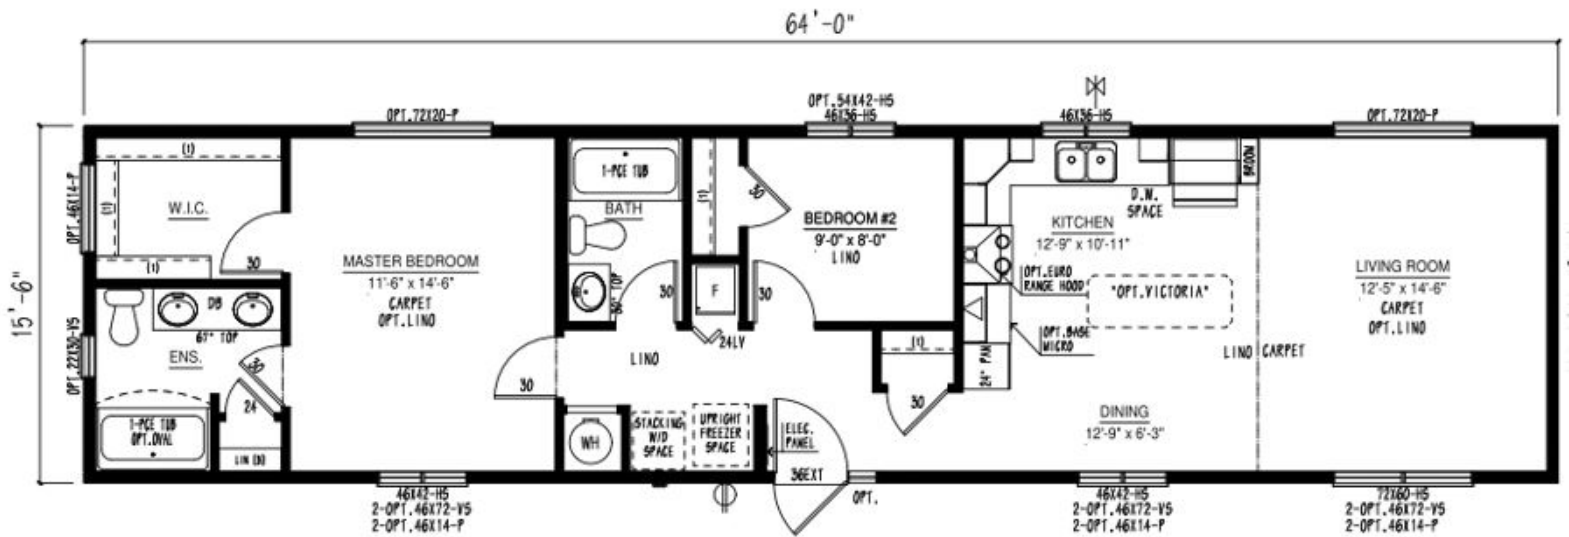 64'-0"
15'-6"
OPT.72X20-P
OPT.54X42-H5
46X36-H5
46X36-H5
OPT.72X20-P
OPT.46X14-P
(1)
(1)
W.I.C.
(1)
30
MASTER BEDROOM
11'-6" x 14'-6"
CARPET
OPT.LINO
1-PCE TUB
BATH
30" TOP
30
(1)
30
BEDROOM #2
9'-0" x 8'-0"
LINO
F
30
24LV
BROOM
D.W.
SPACE
KITCHEN
12'-9" x 10'-11"
OPT.EURO
RANGE HOOD
"OPT.VICTORIA"
OPT.BASE
MICRO
24" PAN
LINO
CARPET
LIVING ROOM
12'-5" x 14'-6"
CARPET
OPT.LINO
OPT.22X30-V5
DB
67" TOP
ENS.
30
24
1-PCE TUB
OPT.OVAL
LIN (3)
30
LINO
WH
STACKING
W/D
SPACE
UPRIGHT
FREEZER
SPACE
ELEC.
PANEL
36EXT
OPT.
(1)
30
DINING
12'-9" x 6'-3"
46X42-H5
2-OPT.46X72-V5
2-OPT.46X14-P
46X42-H5
2-OPT.46X72-V5
2-OPT.46X14-P
72X60-H5
2-OPT.46X72-V5
2-OPT.46X14-P